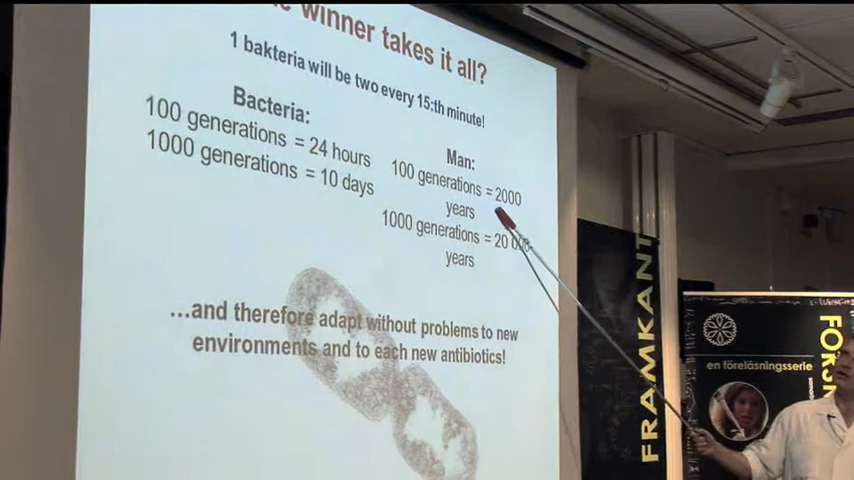 winner takes it all?
1 bakteria will be two every 15:th minute!
Bacteria:
100 generations = 24 hours
1000 generations = 10 days
Man:
100 generations = 2000
years
1000 generations = 20 000
years
...and therefore adapt without problems to new
environments and to each new antibiotics!
FRAMKANT
en föreläsningsserie